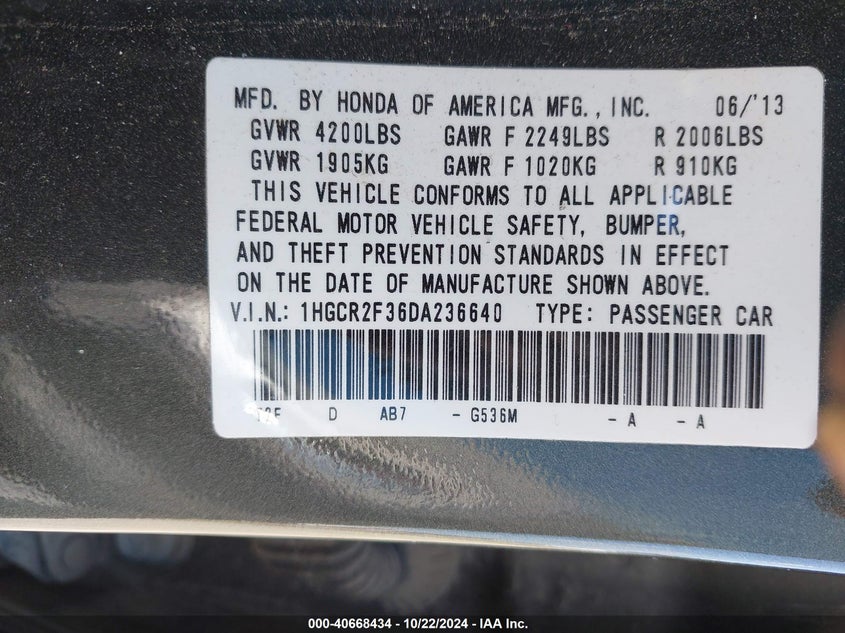 MFD. BY HONDA OF AMERICA MFG., INC. 06/'13
GVWR 4200LBS GAWR F 2249LBS R 2006LBS
GVWR 1905KG GAWR F 1020KG R 910KG
THIS VEHICLE CONFORMS TO ALL APPLICABLE
FEDERAL MOTOR VEHICLE SAFETY, BUMPER,
AND THEFT PREVENTION STANDARDS IN EFFECT
ON THE DATE OF MANUFACTURE SHOWN ABOVE.
V.I.N.: 1HGCR2F36DA236640 TYPE: PASSENGER CAR
D AB7 - G536M - A - A
000-40668434 - 10/22/2024 - IAA Inc.